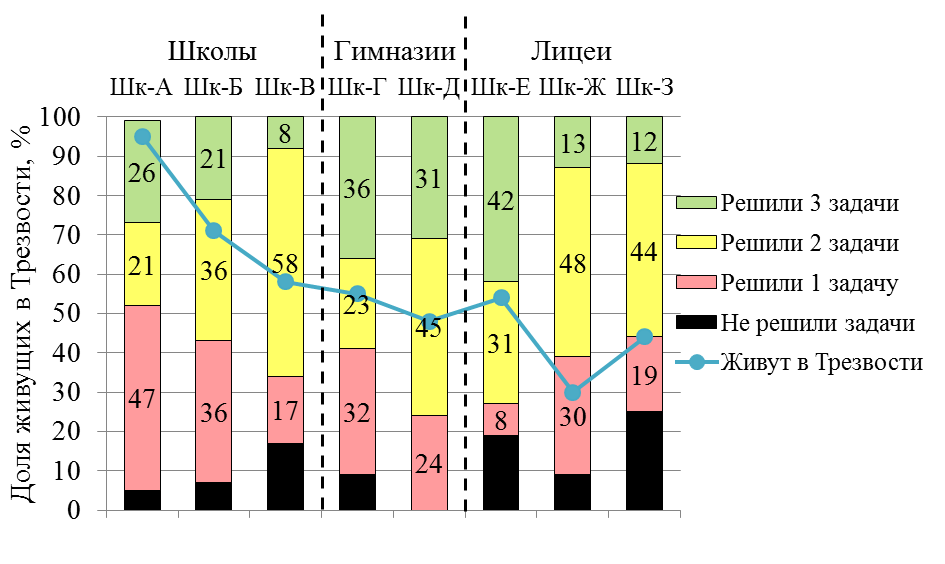 Школы Гимназии Лицеи
Шк-А Шк-Б Шк-В Шк-Г Шк-Д Шк-Е Шк-Ж Шк-З
Доля живущих в Трезвости, %
100
90
80
70
60
50
40
30
20
10
0
26 21 8 36 31 42 13 12
21 36 58 23 45 31 48 44
47 36 17 32 24 8 30 19
Решили 3 задачи
Решили 2 задачи
Решили 1 задачу
Не решили задачи
Живут в Трезвости